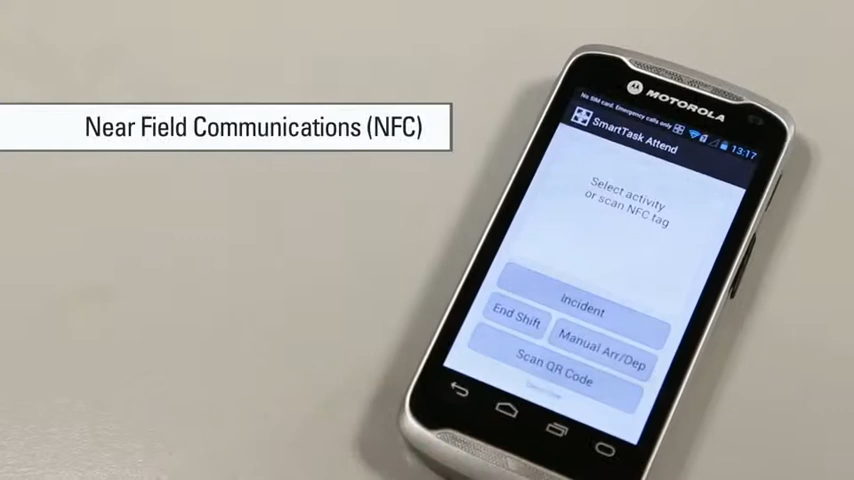 Near Field Communications (NFC)
MOTOROLA
No SIM card. Emergency calls only
13:17
SmartTask Attend
Select activity
or scan NFC tag
Incident
End Shift
Manual Arr/Dep
Scan QR Code